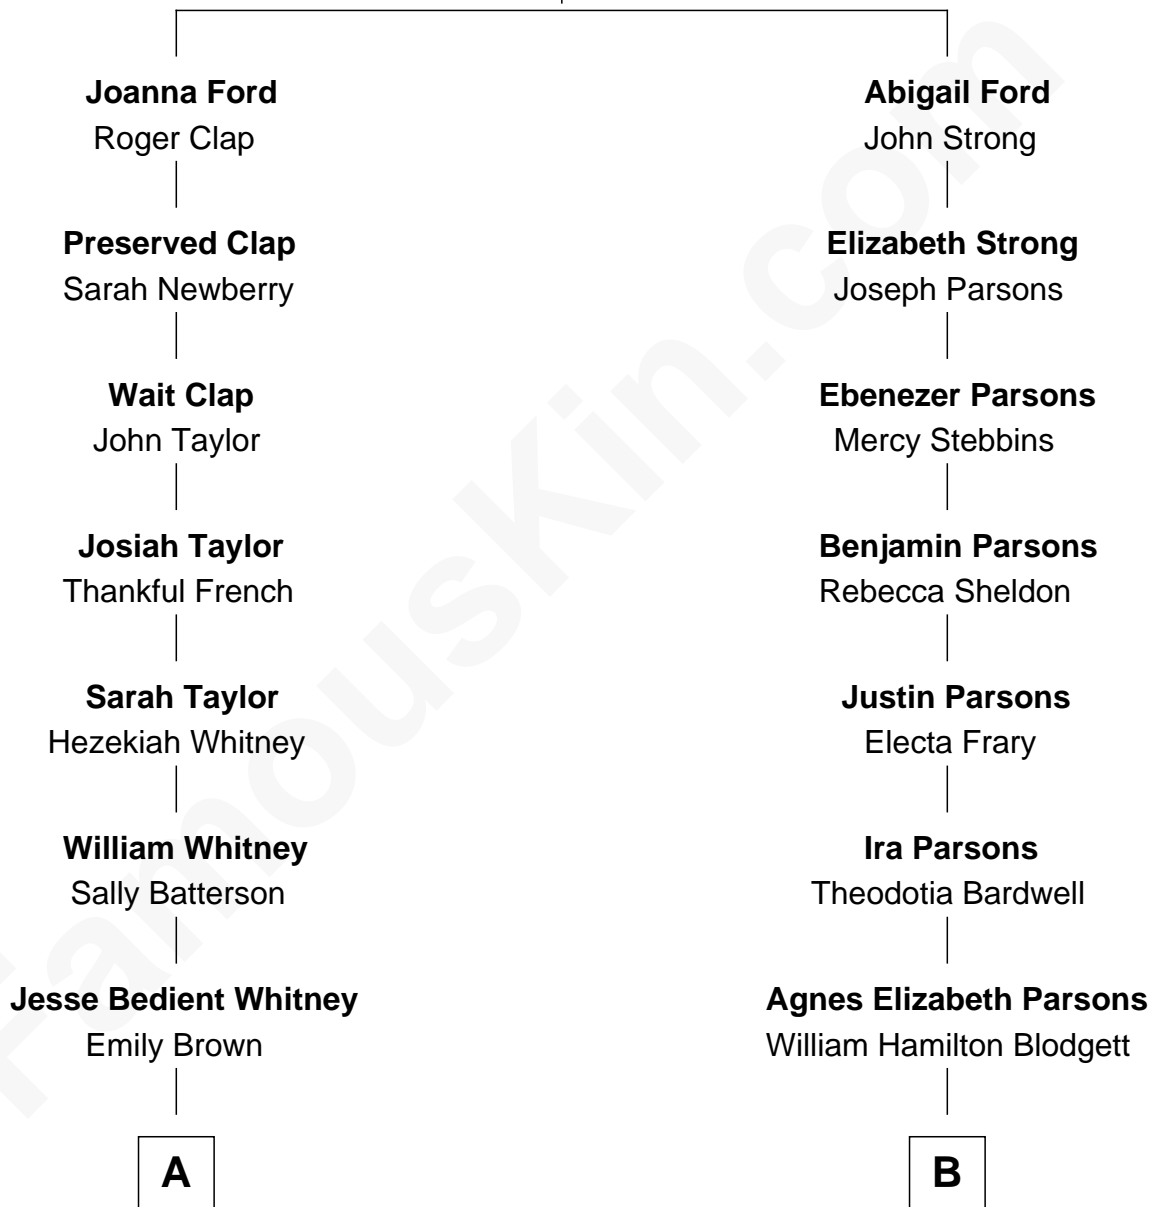 Joanna Ford
Roger Clap
Abigail Ford
John Strong
Preserved Clap
Sarah Newberry
Elizabeth Strong
Joseph Parsons
Wait Clap
John Taylor
Ebenezer Parsons
Mercy Stebbins
Josiah Taylor
Thankful French
Benjamin Parsons
Rebecca Sheldon
Sarah Taylor
Hezekiah Whitney
Justin Parsons
Electa Frary
William Whitney
Sally Batterson
Ira Parsons
Theodotia Bardwell
Jesse Bedient Whitney
Emily Brown
Agnes Elizabeth Parsons
William Hamilton Blodgett
A
B
FamousKin.com